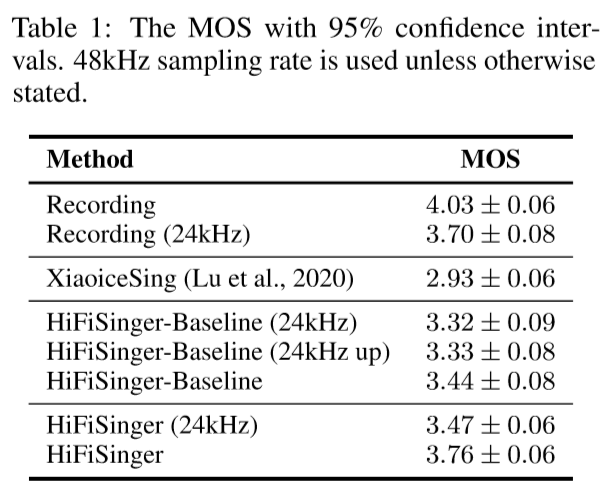 Table 1: The MOS with 95% confidence inter-
vals. 48kHz sampling rate is used unless otherwise
stated.
Method MOS
Recording 4.03 ± 0.06
Recording (24kHz) 3.70 ± 0.08
XiaoiceSing (Lu et al., 2020) 2.93 ± 0.06
HiFiSinger-Baseline (24kHz) 3.32 ± 0.09
HiFiSinger-Baseline (24kHz up) 3.33 ± 0.08
HiFiSinger-Baseline 3.44 ± 0.08
HiFiSinger (24kHz) 3.47 ± 0.06
HiFiSinger 3.76 ± 0.06